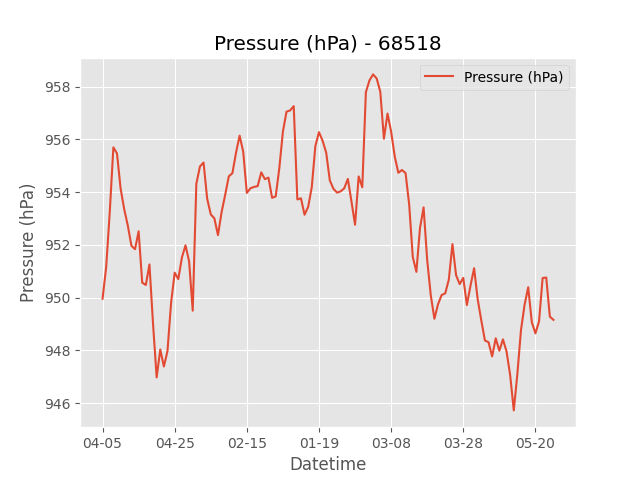 Pressure (hPa) - 68518
Pressure (hPa)
958
956
954
952
950
948
946
Pressure (hPa)
04-05 04-25 02-15 01-19 03-08 03-28 05-20
Datetime